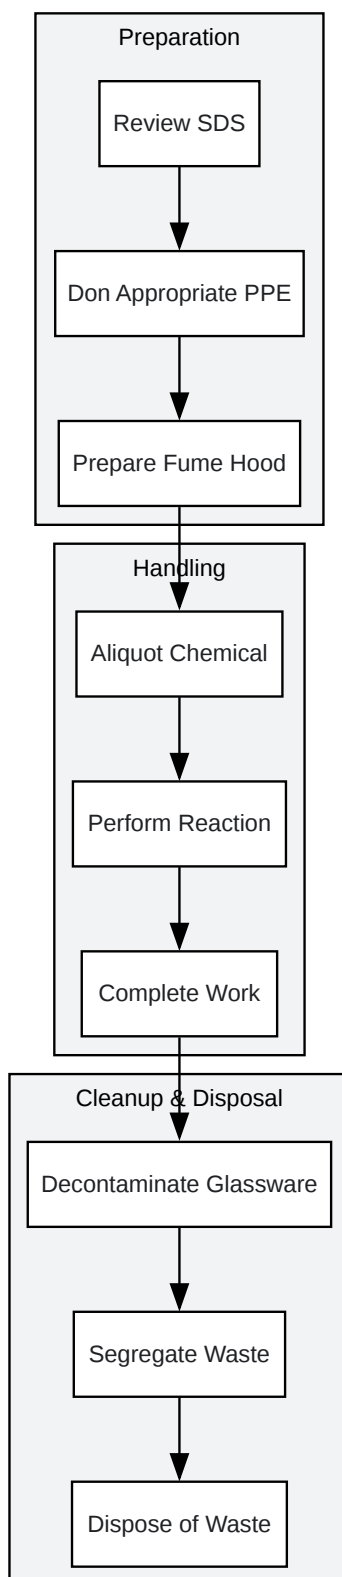 Preparation
Review SDS
Don Appropriate PPE
Prepare Fume Hood
Handling
Aliquot Chemical
Perform Reaction
Complete Work
Cleanup & Disposal
Decontaminate Glassware
Segregate Waste
Dispose of Waste